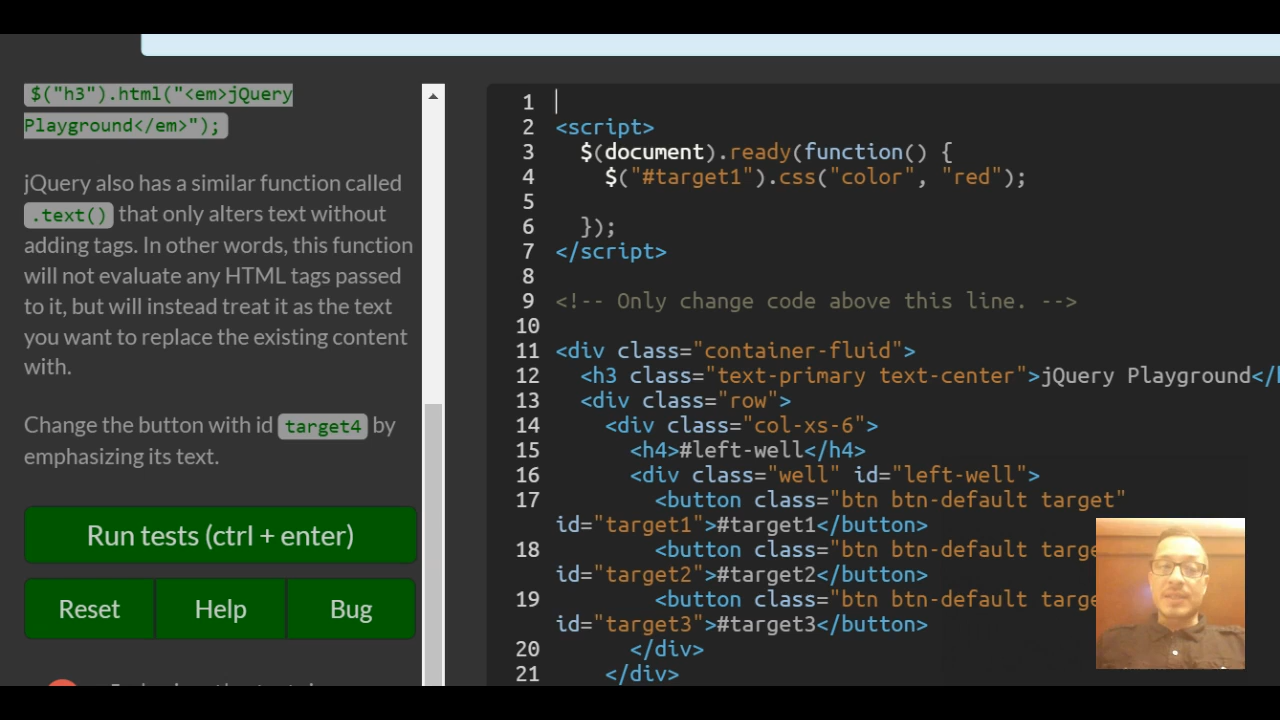 $("h3").html("<em>jQuery
Playground</em>");
jQuery also has a similar function called
.text() that only alters text without
adding tags. In other words, this function
will not evaluate any HTML tags passed
to it, but will instead treat it as the text
you want to replace the existing content
with.
Change the button with id target4 by
emphasizing its text.
Run tests (ctrl + enter)
Reset Help Bug
1
2 <script>
3 $(document).ready(function() {
4 $("#target1").css("color", "red");
5
6 });
7 </script>
8
9 <!-- Only change code above this line. -->
10
11 <div class="container-fluid">
12 <h3 class="text-primary text-center">jQuery Playground</h
13 <div class="row">
14 <div class="col-xs-6">
15 <h4>#left-well</h4>
16 <div class="well" id="left-well">
17 <button class="btn btn-default target"
id="target1">#target1</button>
18 <button class="btn btn-default targe
id="target2">#target2</button>
19 <button class="btn btn-default targe
id="target3">#target3</button>
20 </div>
21 </div>